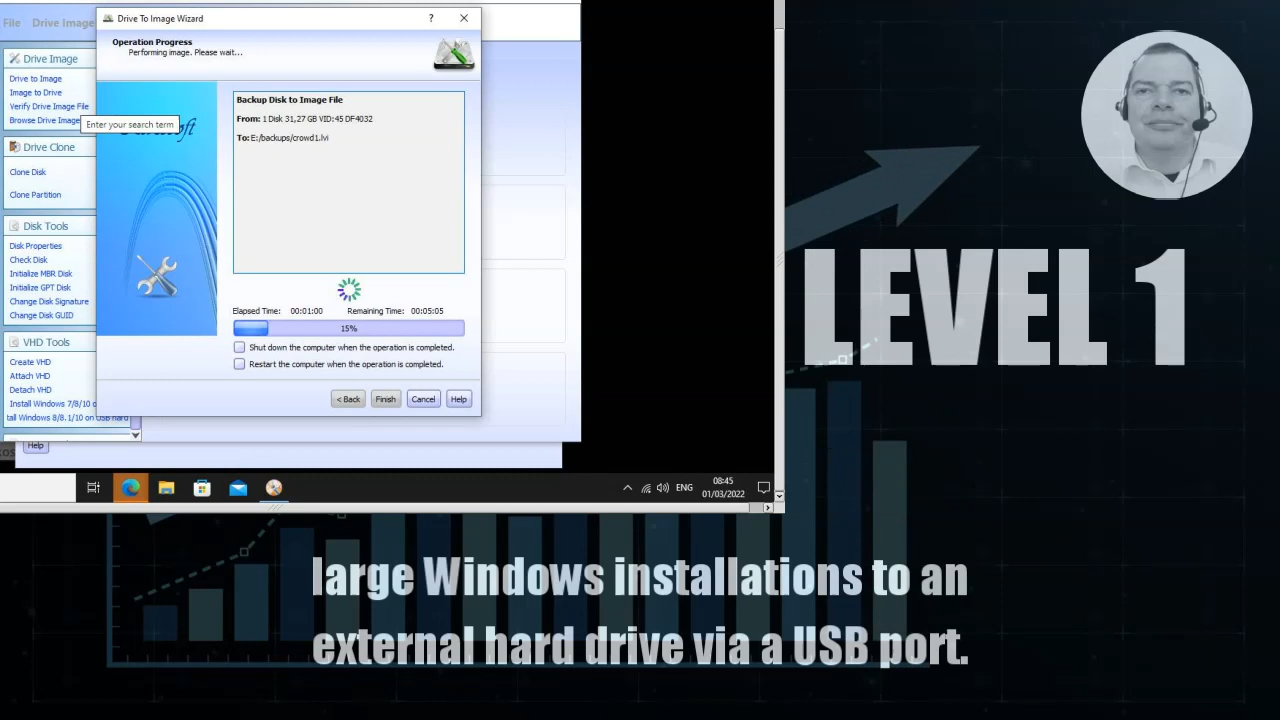 File Drive Image
Drive To Image Wizard
?
Operation Progress
Performing image. Please wait...
Drive Image
Drive to Image
Image to Drive
Verify Drive Image File
Browse Drive Image
Enter your search term
Drive Clone
Clone Disk
Clone Partition
Disk Tools
Disk Properties
Check Disk
Initialize MBR Disk
Initialize GPT Disk
Change Disk Signature
Change Disk GUID
VHD Tools
Create VHD
Attach VHD
Detach VHD
Install Windows 7/8/10 o
tall Windows 8/8.1/10 on USB hard
Help
Backup Disk to Image File
From: 1 Disk 31,27 GB VID:45 DF4032
To: E:/backups/crowd1.lvi
Elapsed Time: 00:01:00 Remaining Time: 00:05:05
15%
Shut down the computer when the operation is completed.
Restart the computer when the operation is completed.
< Back Finish Cancel Help
ENG
08:45
01/03/2022
LEVEL 1
large Windows installations to an
external hard drive via a USB port.